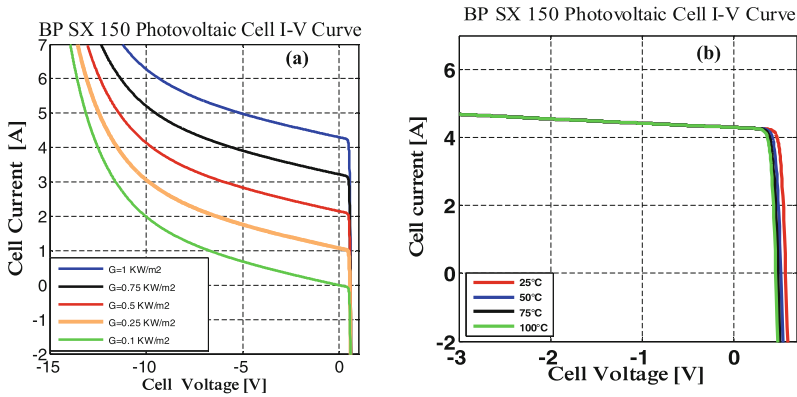 BP SX 150 Photovoltaic Cell I-V Curve
(a)
Cell Current [A]
7
6
5
4
3
2
1
0
-1
-2
G=1 KW/m2
G=0.75 KW/m2
G=0.5 KW/m2
G=0.25 KW/m2
G=0.1 KW/m2
-15
-10
-5
0
Cell Voltage [V]
BP SX 150 Photovoltaic Cell I-V Curve
(b)
Cell current [A]
6
4
2
0
-2
25°C
50°C
75°C
100°C
-3
-2
-1
0
Cell Voltage [V]